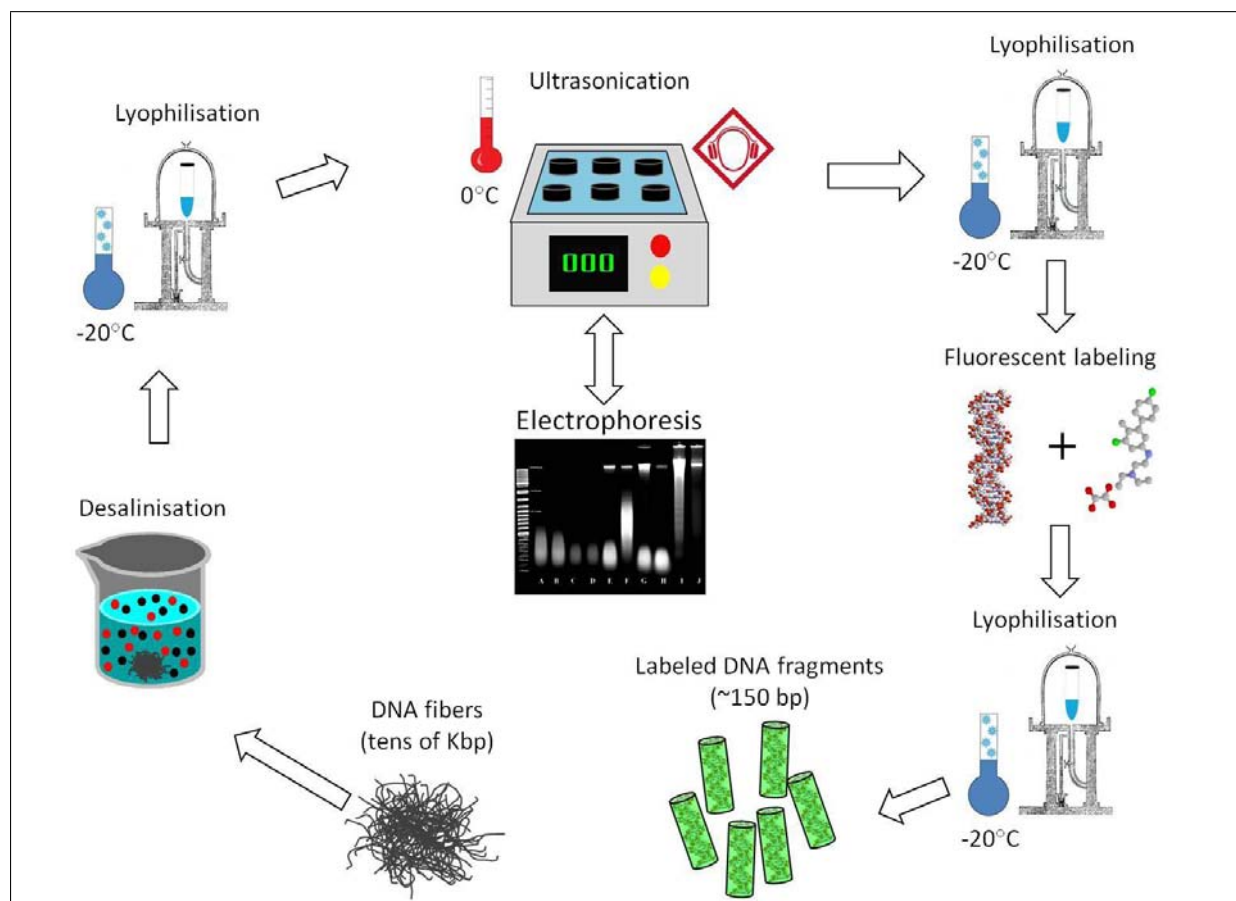 Lyophilisation
-20°C
Ultrasonication
0°C
000
Lyophilisation
-20°C
Fluorescent labeling
+
Lyophilisation
-20°C
Electrophoresis
A B C D E F G H I J
Desalinisation
DNA fibers
(tens of Kbp)
Labeled DNA fragments
(~150 bp)